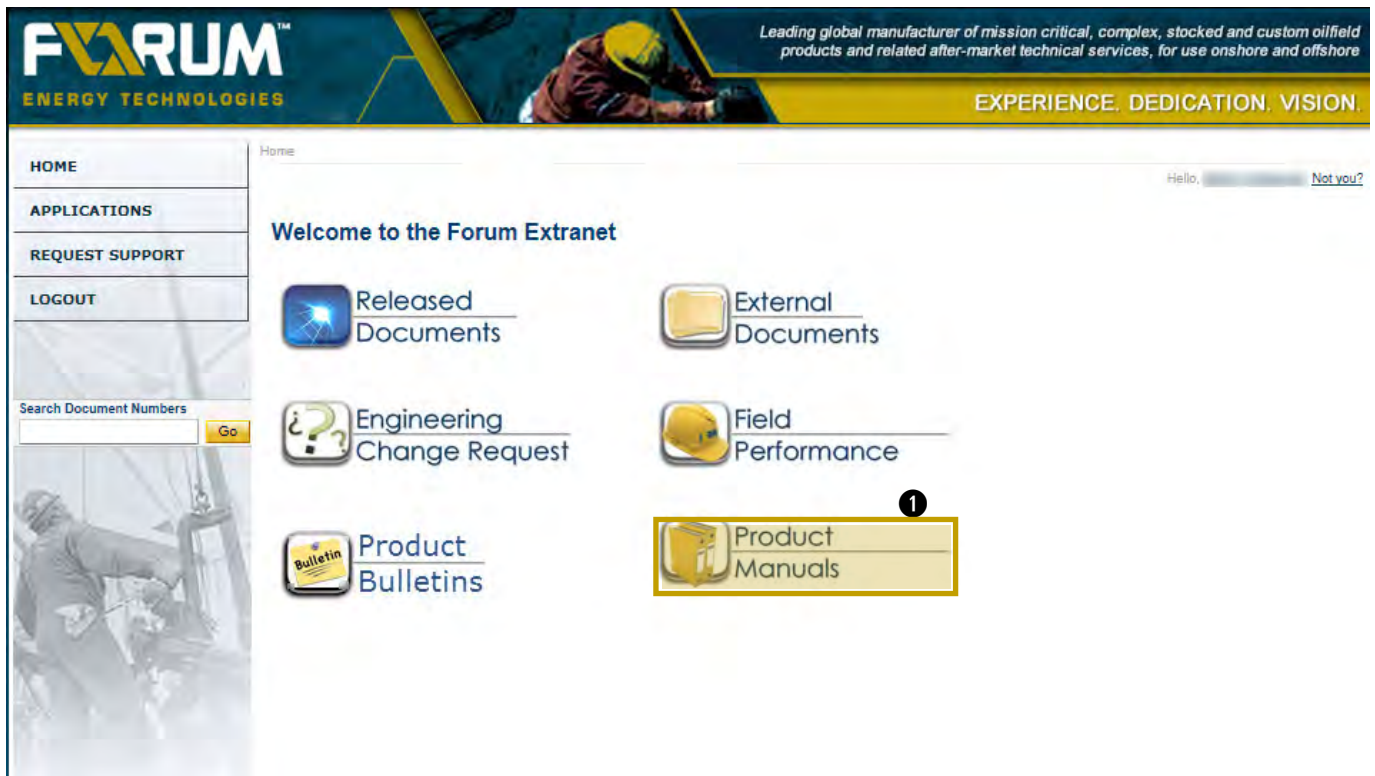 FORUM™
ENERGY TECHNOLOGIES
Leading global manufacturer of mission critical, complex, stocked and custom oilfield
products and related after-market technical services, for use onshore and offshore
EXPERIENCE. DEDICATION. VISION.
HOME
APPLICATIONS
REQUEST SUPPORT
LOGOUT
Search Document Numbers
Go
Home
Hello, Not you?
Welcome to the Forum Extranet
Released
Documents
External
Documents
Engineering
Change Request
Field
Performance
Bulletin
Product
Bulletins
1
Product
Manuals